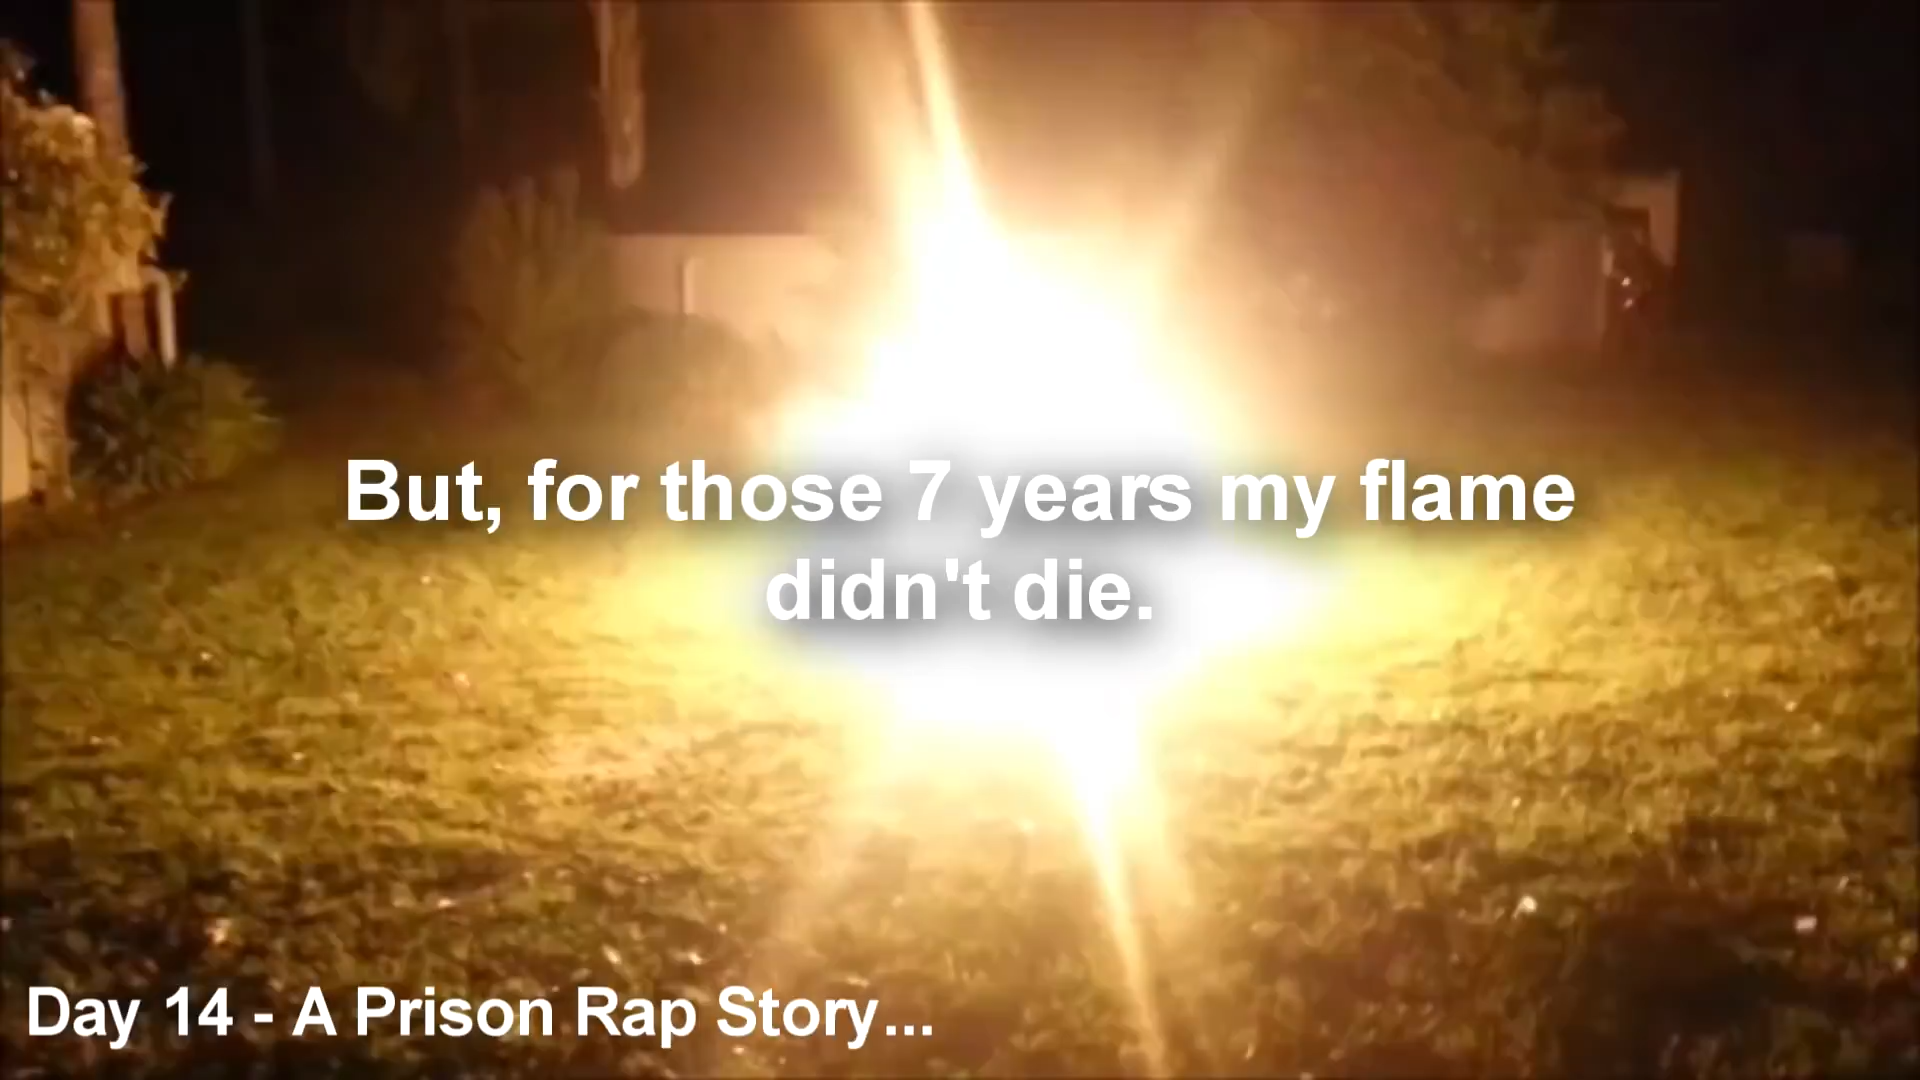 But, for those 7 years my flame
didn't die.
Day 14 - A Prison Rap Story...